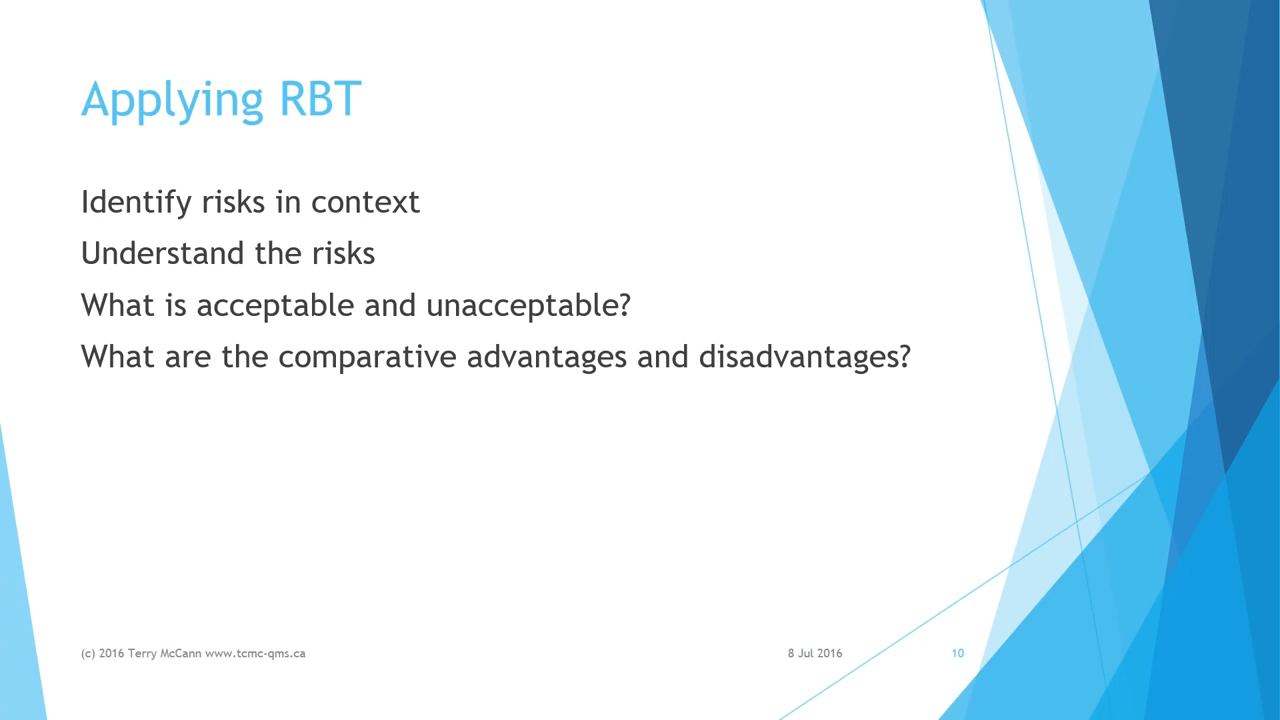 Applying RBT
Identify risks in context
Understand the risks
What is acceptable and unacceptable?
What are the comparative advantages and disadvantages?
(c) 2016 Terry McCann www.tcmc-qms.ca
8 Jul 2016
10